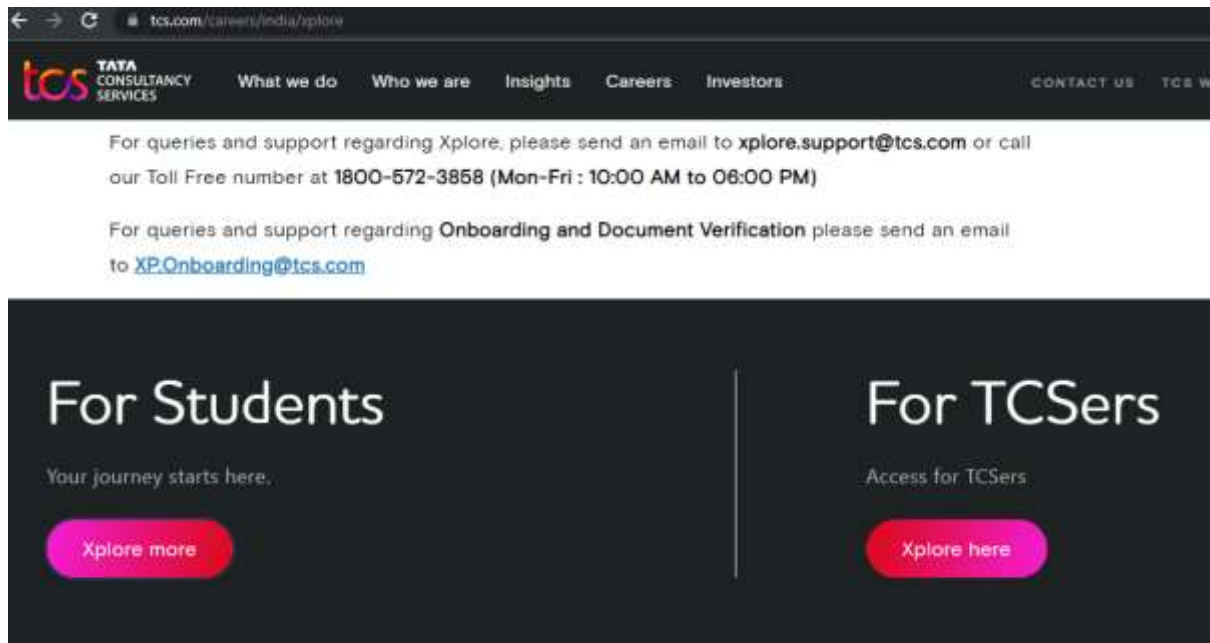 tcs.com/careers/india/xplore
tcs TATA CONSULTANCY SERVICES What we do Who we are Insights Careers Investors CONTACT US TCS W
For queries and support regarding Xplore, please send an email to xplore.support@tcs.com or call
our Toll Free number at 1800-572-3858 (Mon-Fri : 10:00 AM to 06:00 PM)
For queries and support regarding Onboarding and Document Verification please send an email
to XP.Onboarding@tcs.com
For Students
For TCSers
Your journey starts here.
Access for TCSers
Xplore more
Xplore here